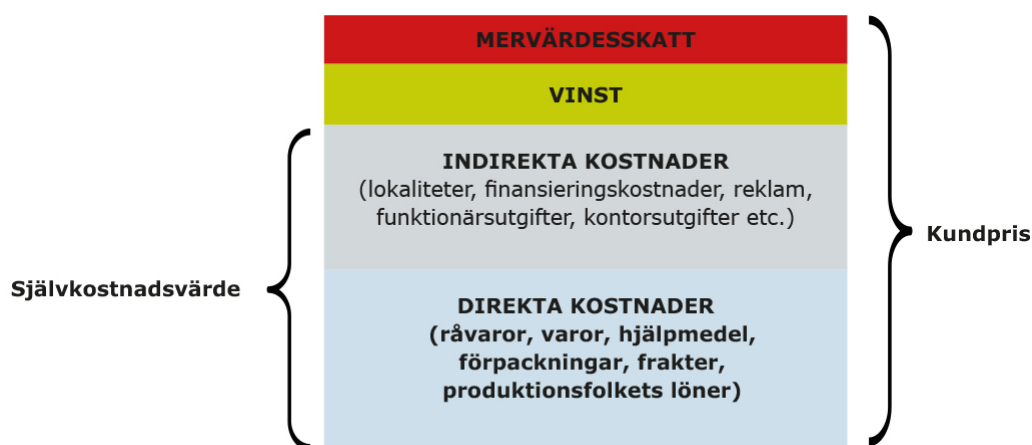 MERVÄRDESSKATT
VINST
INDIREKTA KOSTNADER
(lokaliteter, finansieringskostnader, reklam,
funktionärsutgifter, kontorsutgifter etc.)
Kundpris
Självkostnadsvärde
DIREKTA KOSTNADER
(råvaror, varor, hjälpmedel,
förpackningar, frakter,
produktionsfolkets löner)